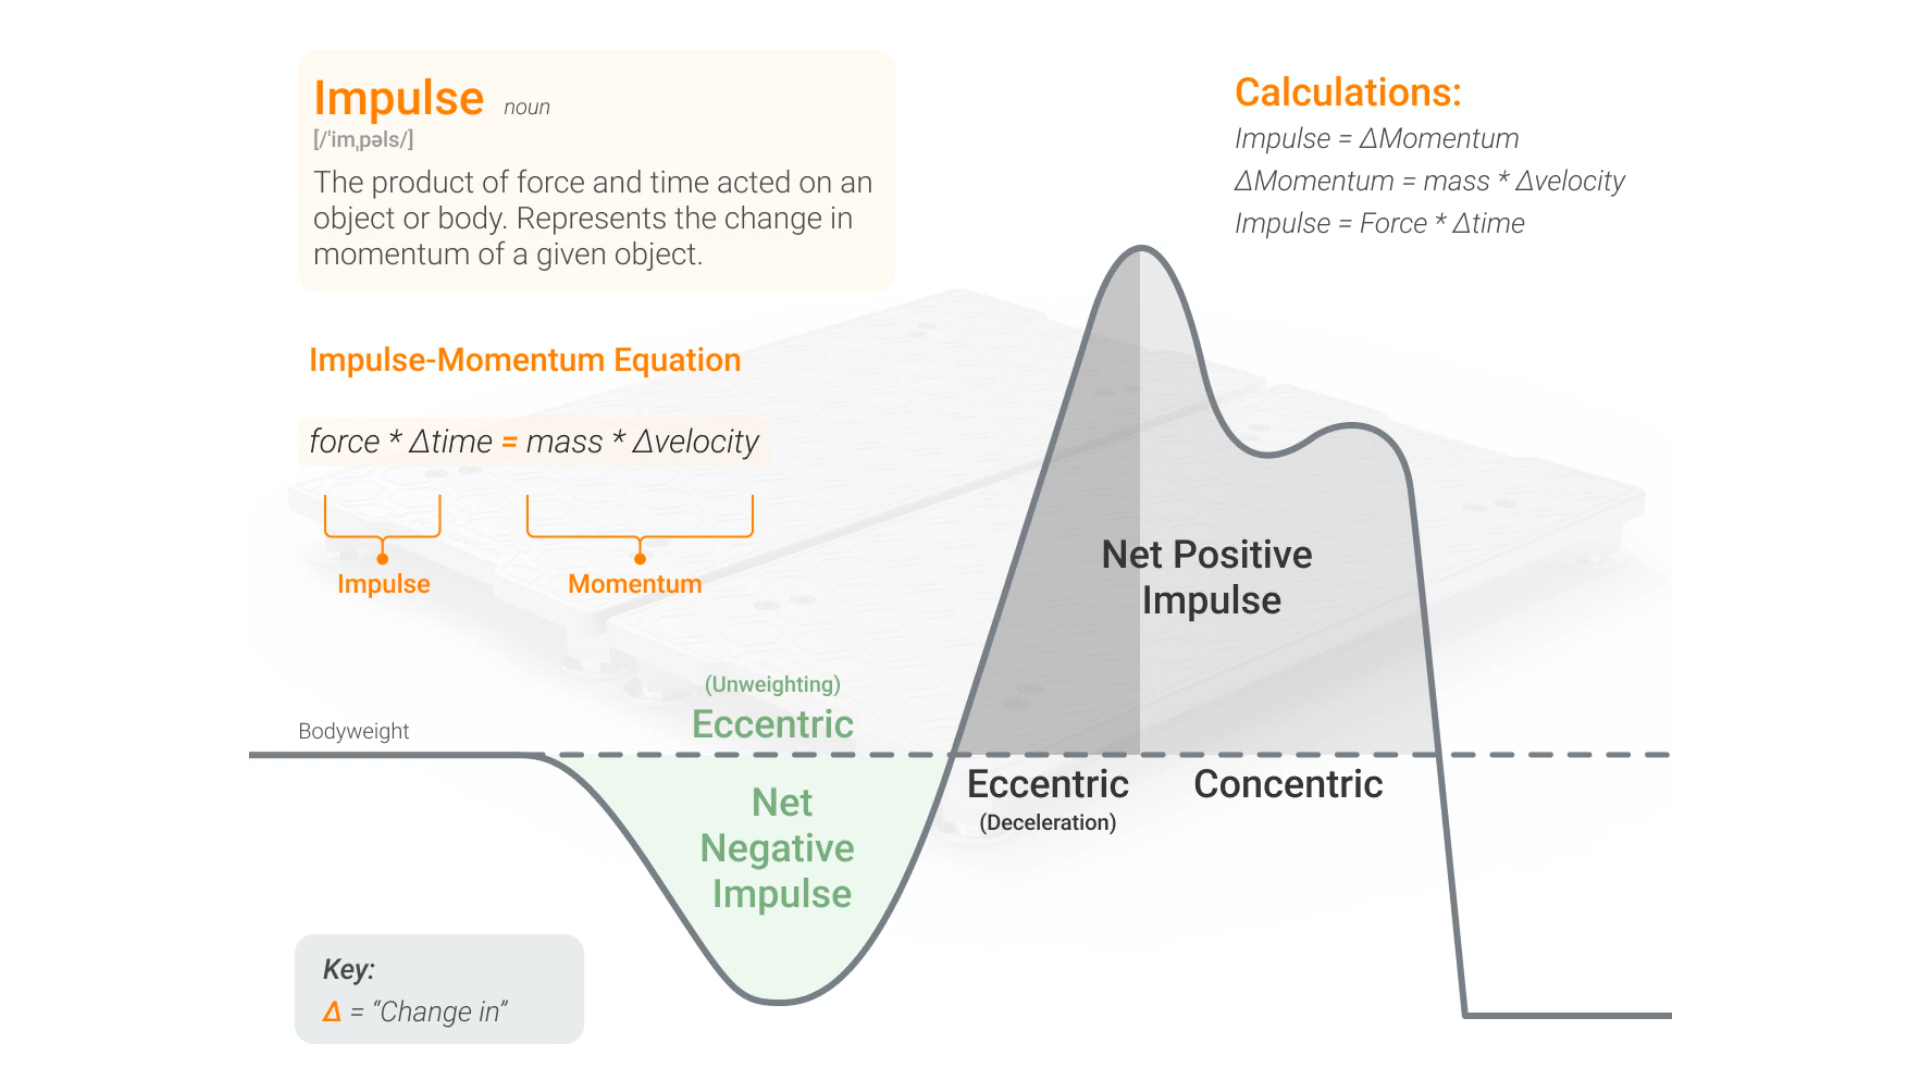 Impulse noun
[/'im,pəls/]
The product of force and time acted on an
object or body. Represents the change in
momentum of a given object.
Calculations:
Impulse = ΔMomentum
ΔMomentum = mass * Δvelocity
Impulse = Force * Δtime
Impulse-Momentum Equation
force * Δtime = mass * Δvelocity
Impulse
Momentum
Net Positive
Impulse
(Unweighting)
Eccentric
Bodyweight
Net
Negative
Impulse
Eccentric
(Deceleration)
Concentric
Key:
Δ = “Change in”